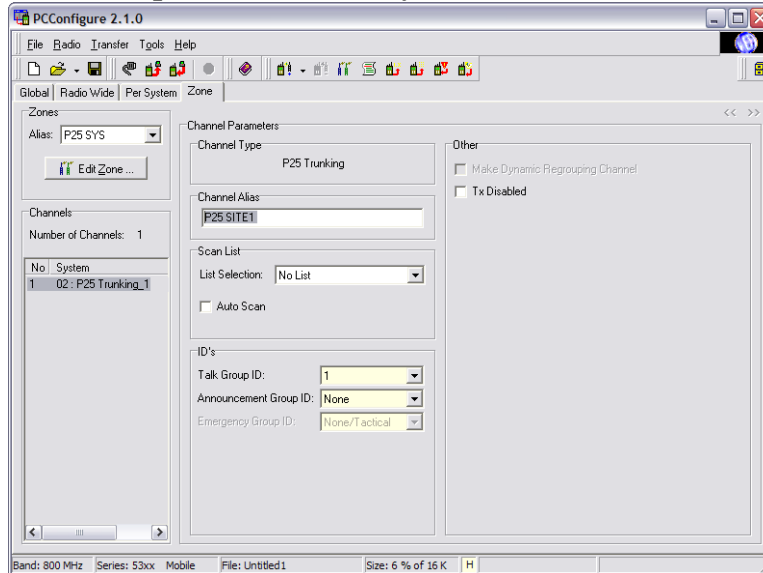 PCConfigure 2.1.0
File Radio Transfer Tools Help
Global Radio Wide Per System Zone
<< >>
Zones
Alias: P25 SYS
Edit Zone ...
Channels
Number of Channels: 1
No System
1 02 : P25 Trunking_1
Channel Parameters
Channel Type
P25 Trunking
Channel Alias
P25 SITE1
Scan List
List Selection: No List
Auto Scan
ID's
Talk Group ID: 1
Announcement Group ID: None
Emergency Group ID: None/Tactical
Other
Make Dynamic Regrouping Channel
Tx Disabled
Band: 800 MHz Series: 53xx Mobile File: Untitled1 Size: 6 % of 16 K H